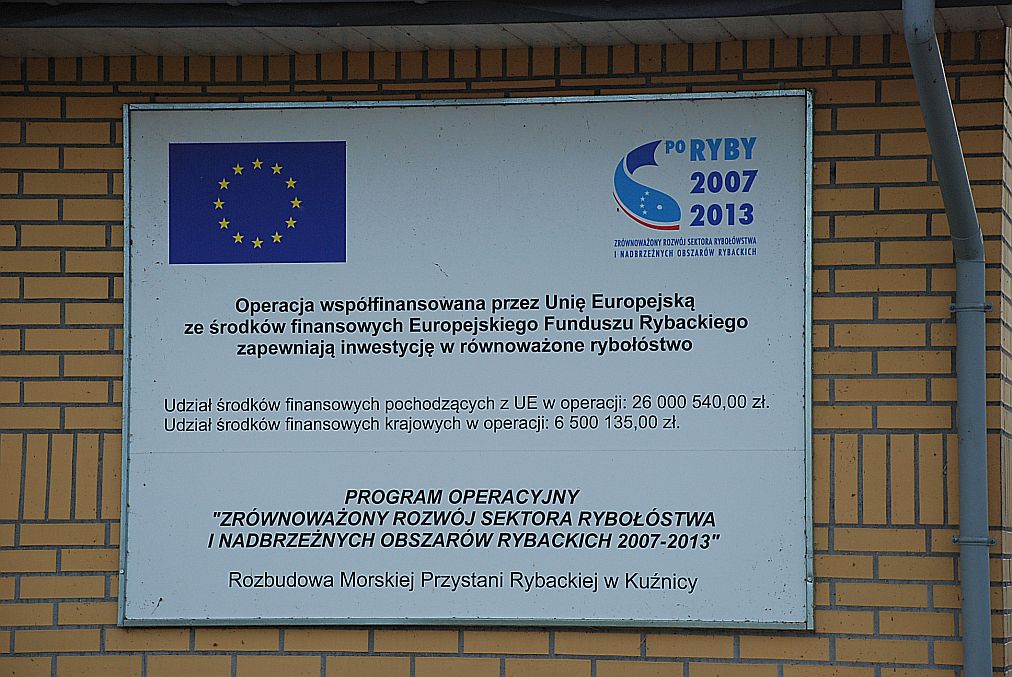 PO RYBY
2007
2013
ZRÓWNOWAŻONY ROZWÓJ SEKTORA RYBOŁÓWSTWA
I NADBRZEŻNYCH OBSZARÓW RYBACKICH
Operacja współfinansowana przez Unię Europejską
ze środków finansowych Europejskiego Funduszu Rybackiego
zapewniają inwestycję w równoważone rybołóstwo
Udział środków finansowych pochodzących z UE w operacji: 26 000 540,00 zł.
Udział środków finansowych krajowych w operacji: 6 500 135,00 zł.
PROGRAM OPERACYJNY
"ZRÓWNOWAŻONY ROZWÓJ SEKTORA RYBOŁÓSTWA
I NADBRZEŻNYCH OBSZARÓW RYBACKICH 2007-2013"
Rozbudowa Morskiej Przystani Rybackiej w Kuźnicy